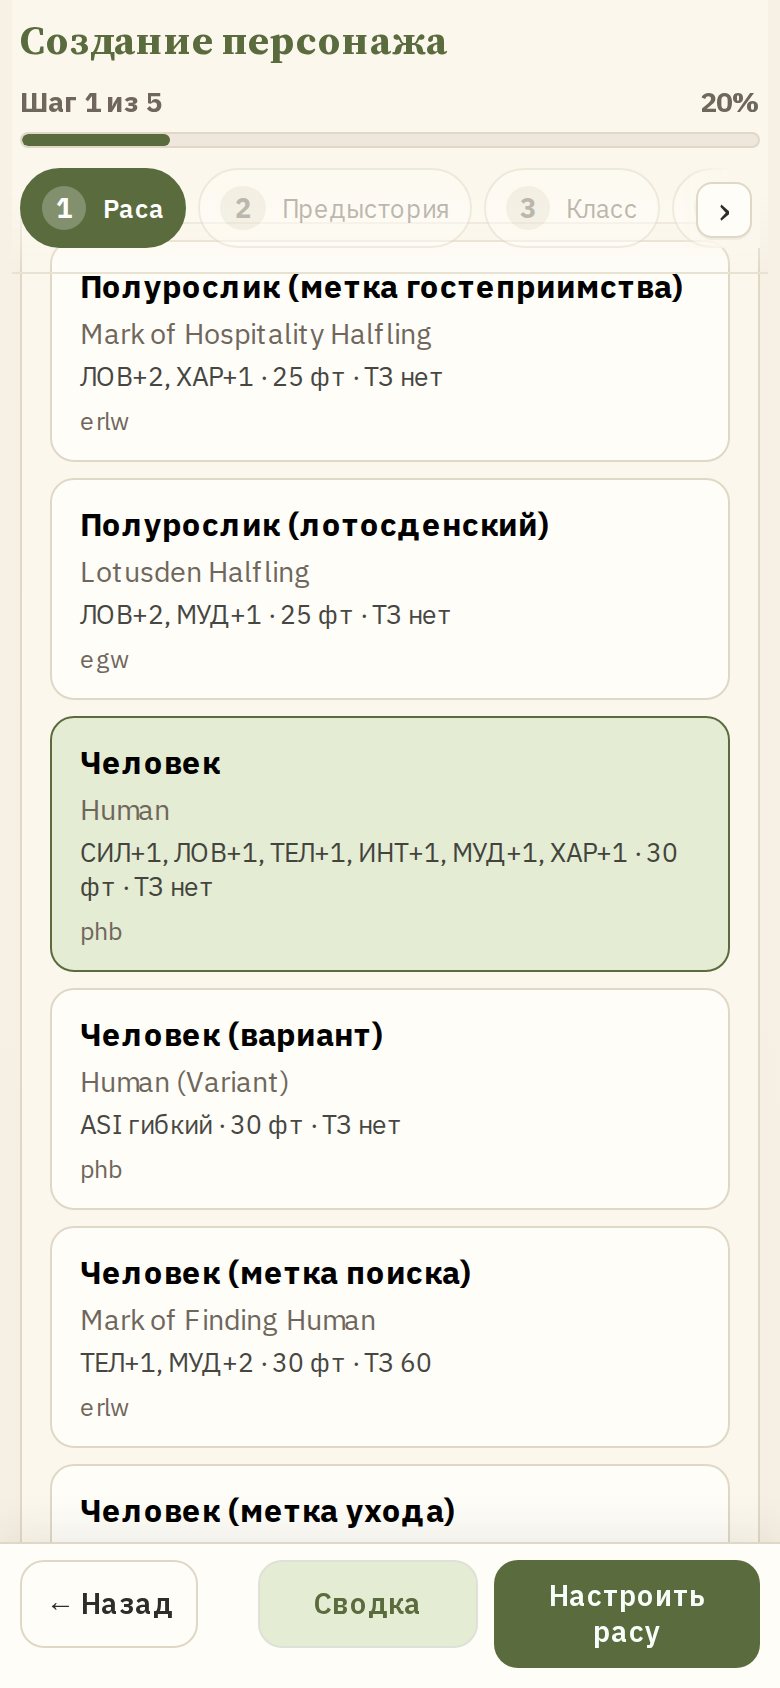 Создание персонажа
Шаг 1 из 5
20%
1 Раса
2 Предыстория
3 Класс
›
Полурослик (метка гостеприимства)
Mark of Hospitality Halfling
ЛОВ+2, ХАР+1 · 25 фт · ТЗ нет
erlw
Полурослик (лотосденский)
Lotusden Halfling
ЛОВ+2, МУД+1 · 25 фт · ТЗ нет
egw
Человек
Human
СИЛ+1, ЛОВ+1, ТЕЛ+1, ИНТ+1, МУД+1, ХАР+1 · 30
фт · ТЗ нет
phb
Человек (вариант)
Human (Variant)
ASI гибкий · 30 фт · ТЗ нет
phb
Человек (метка поиска)
Mark of Finding Human
ТЕЛ+1, МУД+2 · 30 фт · ТЗ 60
erlw
Человек (метка ухода)
← Назад
Сводка
Настроить
расу